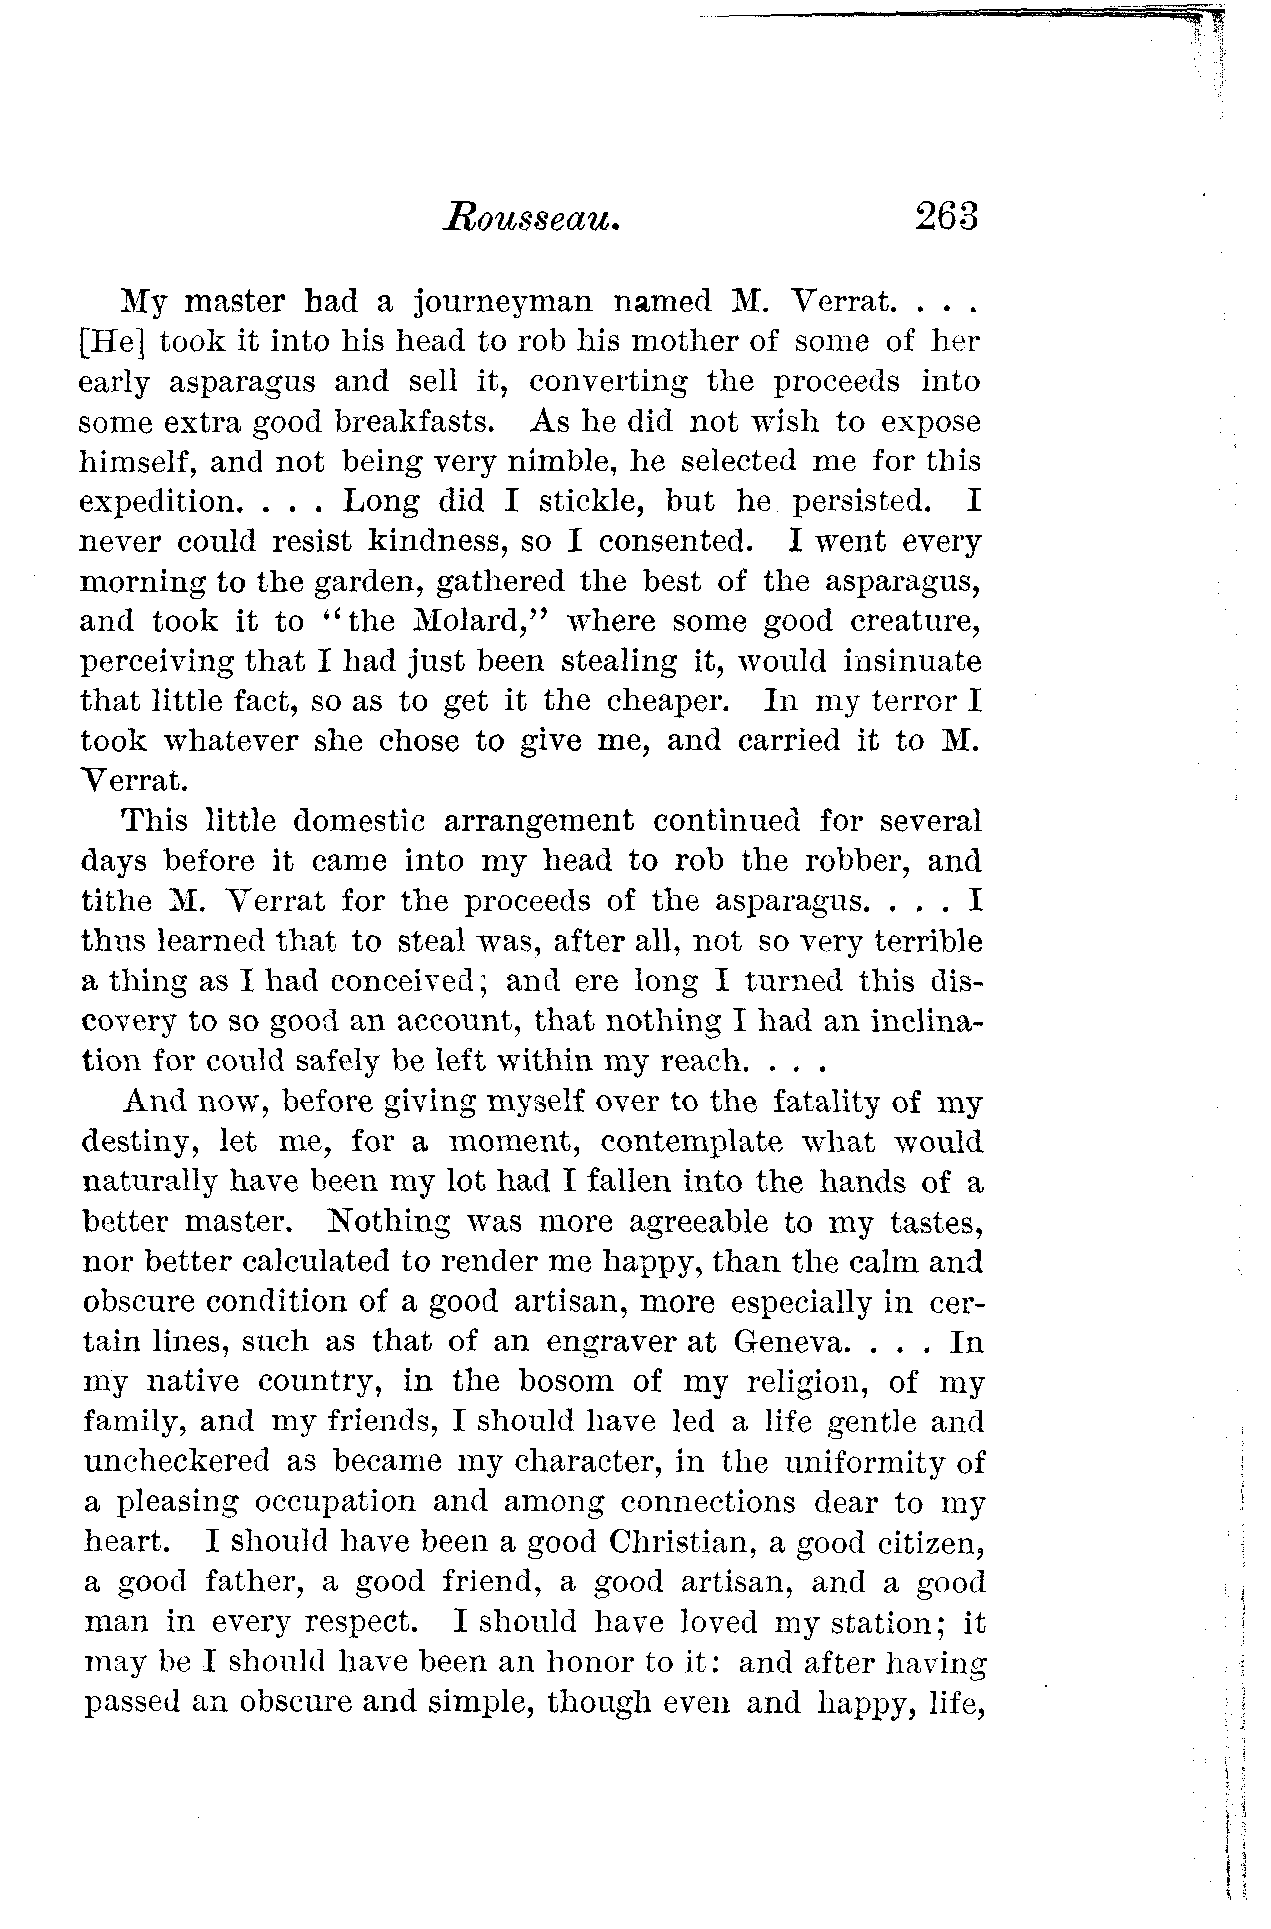 Rousseau. 263
My master had a journeyman named M. Verrat. . . .
[He] took it into his head to rob his mother of some of her
early asparagus and sell it, converting the proceeds into
some extra good breakfasts. As he did not wish to expose
himself, and not being very nimble, he selected me for this
expedition. . . . Long did I stickle, but he persisted. I
never could resist kindness, so I consented. I went every
morning to the garden, gathered the best of the asparagus,
and took it to "the Molard," where some good creature,
perceiving that I had just been stealing it, would insinuate
that little fact, so as to get it the cheaper. In my terror I
took whatever she chose to give me, and carried it to M.
Verrat.
This little domestic arrangement continued for several
days before it came into my head to rob the robber, and
tithe M. Verrat for the proceeds of the asparagus. . . . I
thus learned that to steal was, after all, not so very terrible
a thing as I had conceived; and ere long I turned this dis-
covery to so good an account, that nothing I had an inclina-
tion for could safely be left within my reach. . . .
And now, before giving myself over to the fatality of my
destiny, let me, for a moment, contemplate what would
naturally have been my lot had I fallen into the hands of a
better master. Nothing was more agreeable to my tastes,
nor better calculated to render me happy, than the calm and
obscure condition of a good artisan, more especially in cer-
tain lines, such as that of an engraver at Geneva. . . . In
my native country, in the bosom of my religion, of my
family, and my friends, I should have led a life gentle and
uncheckered as became my character, in the uniformity of
a pleasing occupation and among connections dear to my
heart. I should have been a good Christian, a good citizen,
a good father, a good friend, a good artisan, and a good
man in every respect. I should have loved my station; it
may be I should have been an honor to it: and after having
passed an obscure and simple, though even and happy, life,